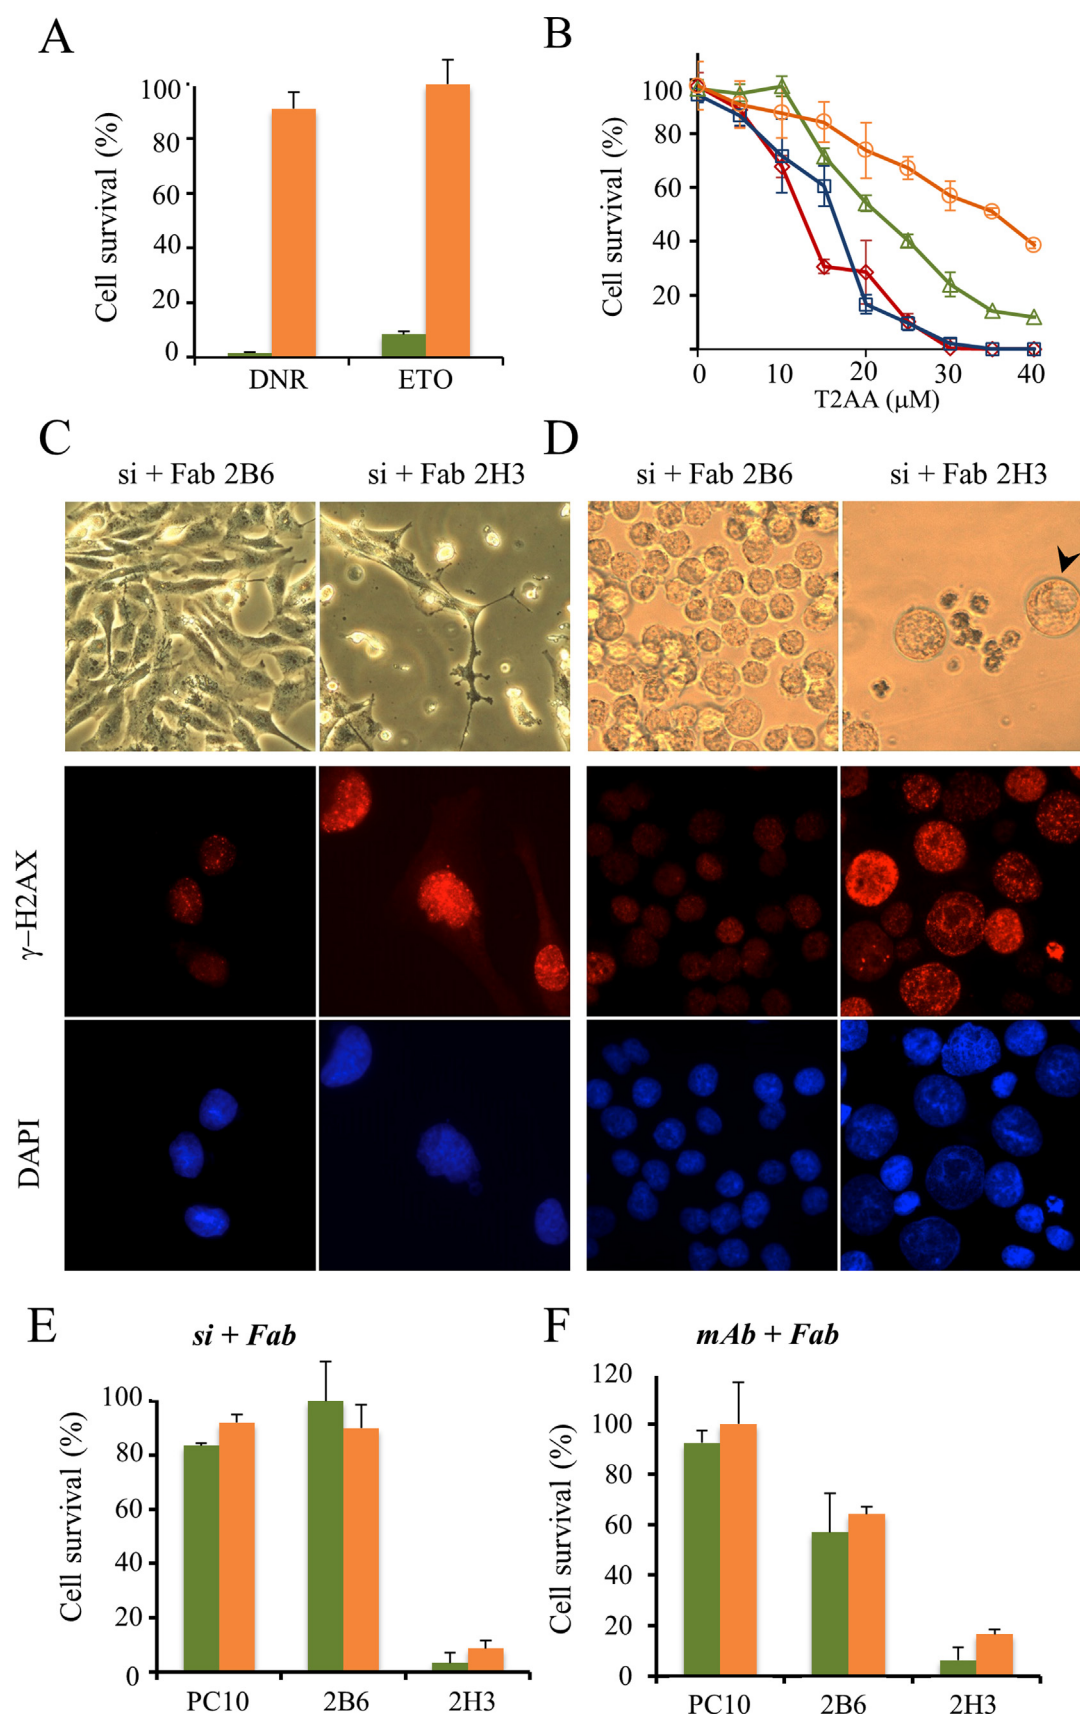 A
Cell survival (%)
100
80
60
40
20
0
DNR
ETO
B
Cell survival (%)
100
80
60
40
20
0
10
20
30
40
T2AA (μM)
C
si + Fab 2B6
si + Fab 2H3
D
si + Fab 2B6
si + Fab 2H3
γ–H2AX
DAPI
E
si + Fab
Cell survival (%)
100
80
60
40
20
0
PC10
2B6
2H3
F
mAb + Fab
Cell survival (%)
120
100
80
60
40
20
0
PC10
2B6
2H3